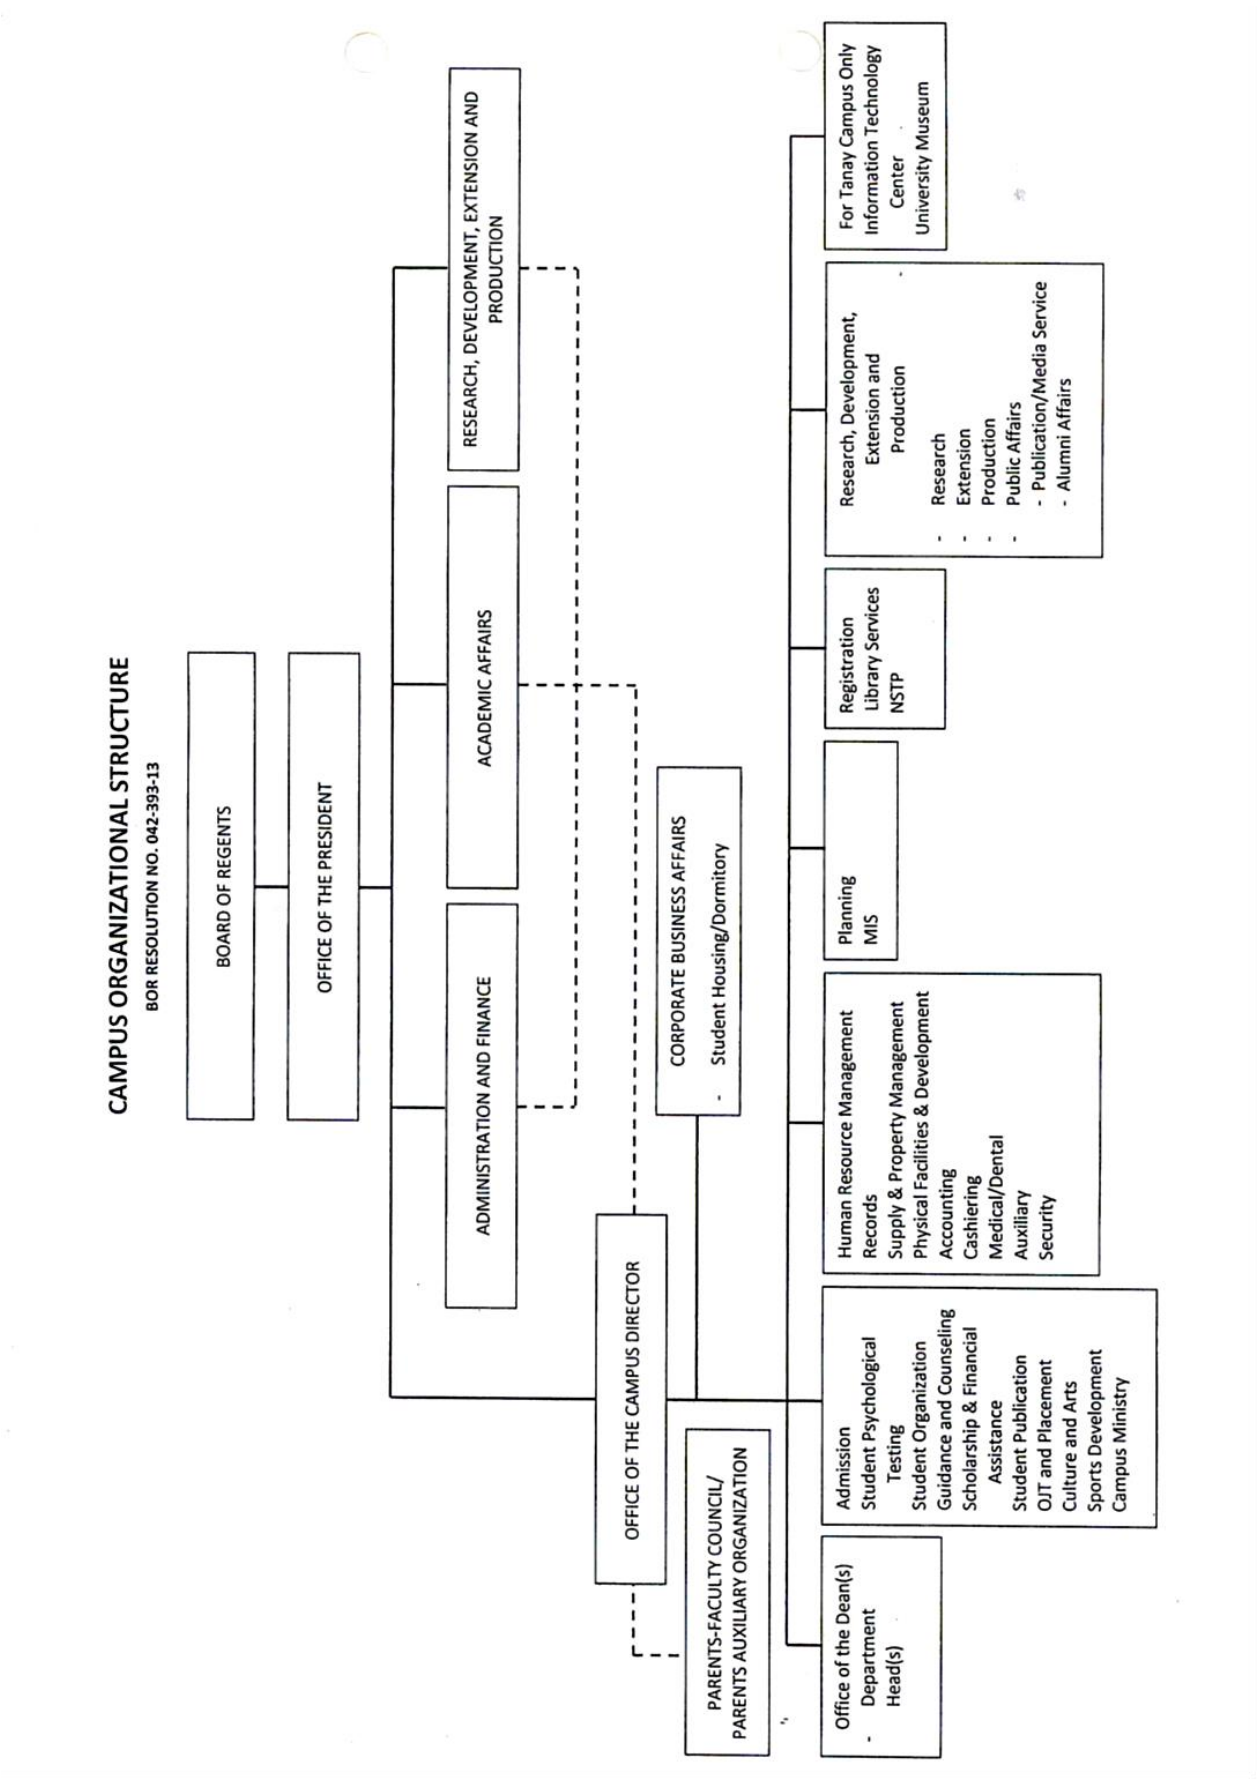 CAMPUS ORGANIZATIONAL STRUCTURE
BOR RESOLUTION NO. 042-393-13
BOARD OF REGENTS
OFFICE OF THE PRESIDENT
ADMINISTRATION AND FINANCE
ACADEMIC AFFAIRS
RESEARCH, DEVELOPMENT, EXTENSION AND
PRODUCTION
OFFICE OF THE CAMPUS DIRECTOR
PARENTS-FACULTY COUNCIL/
PARENTS AUXILIARY ORGANIZATION
CORPORATE BUSINESS AFFAIRS
- Student Housing/Dormitory
Office of the Dean(s)
- Department
Head(s)
Admission
Student Psychological
Testing
Student Organization
Guidance and Counseling
Scholarship & Financial
Assistance
Student Publication
OJT and Placement
Culture and Arts
Sports Development
Campus Ministry
Human Resource Management
Records
Supply & Property Management
Physical Facilities & Development
Accounting
Cashiering
Medical/Dental
Auxiliary
Security
Planning
MIS
Registration
Library Services
NSTP
Research, Development,
Extension and
Production
- Research
- Extension
- Production
- Public Affairs
- Publication/Media Service
- Alumni Affairs
For Tanay Campus Only
Information Technology
Center
University Museum